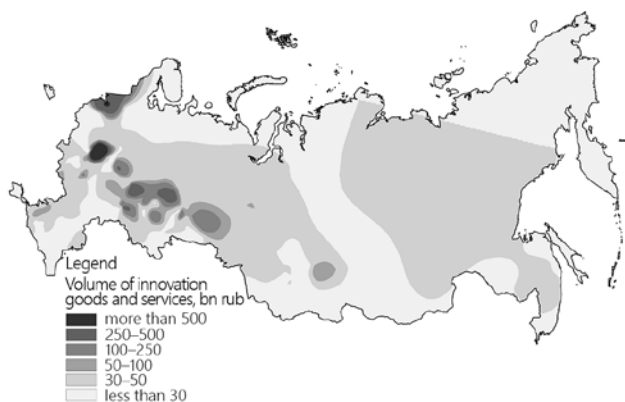 Legend
Volume of innovation
goods and services, bn rub
more than 500
250–500
100–250
50–100
30–50
less than 30